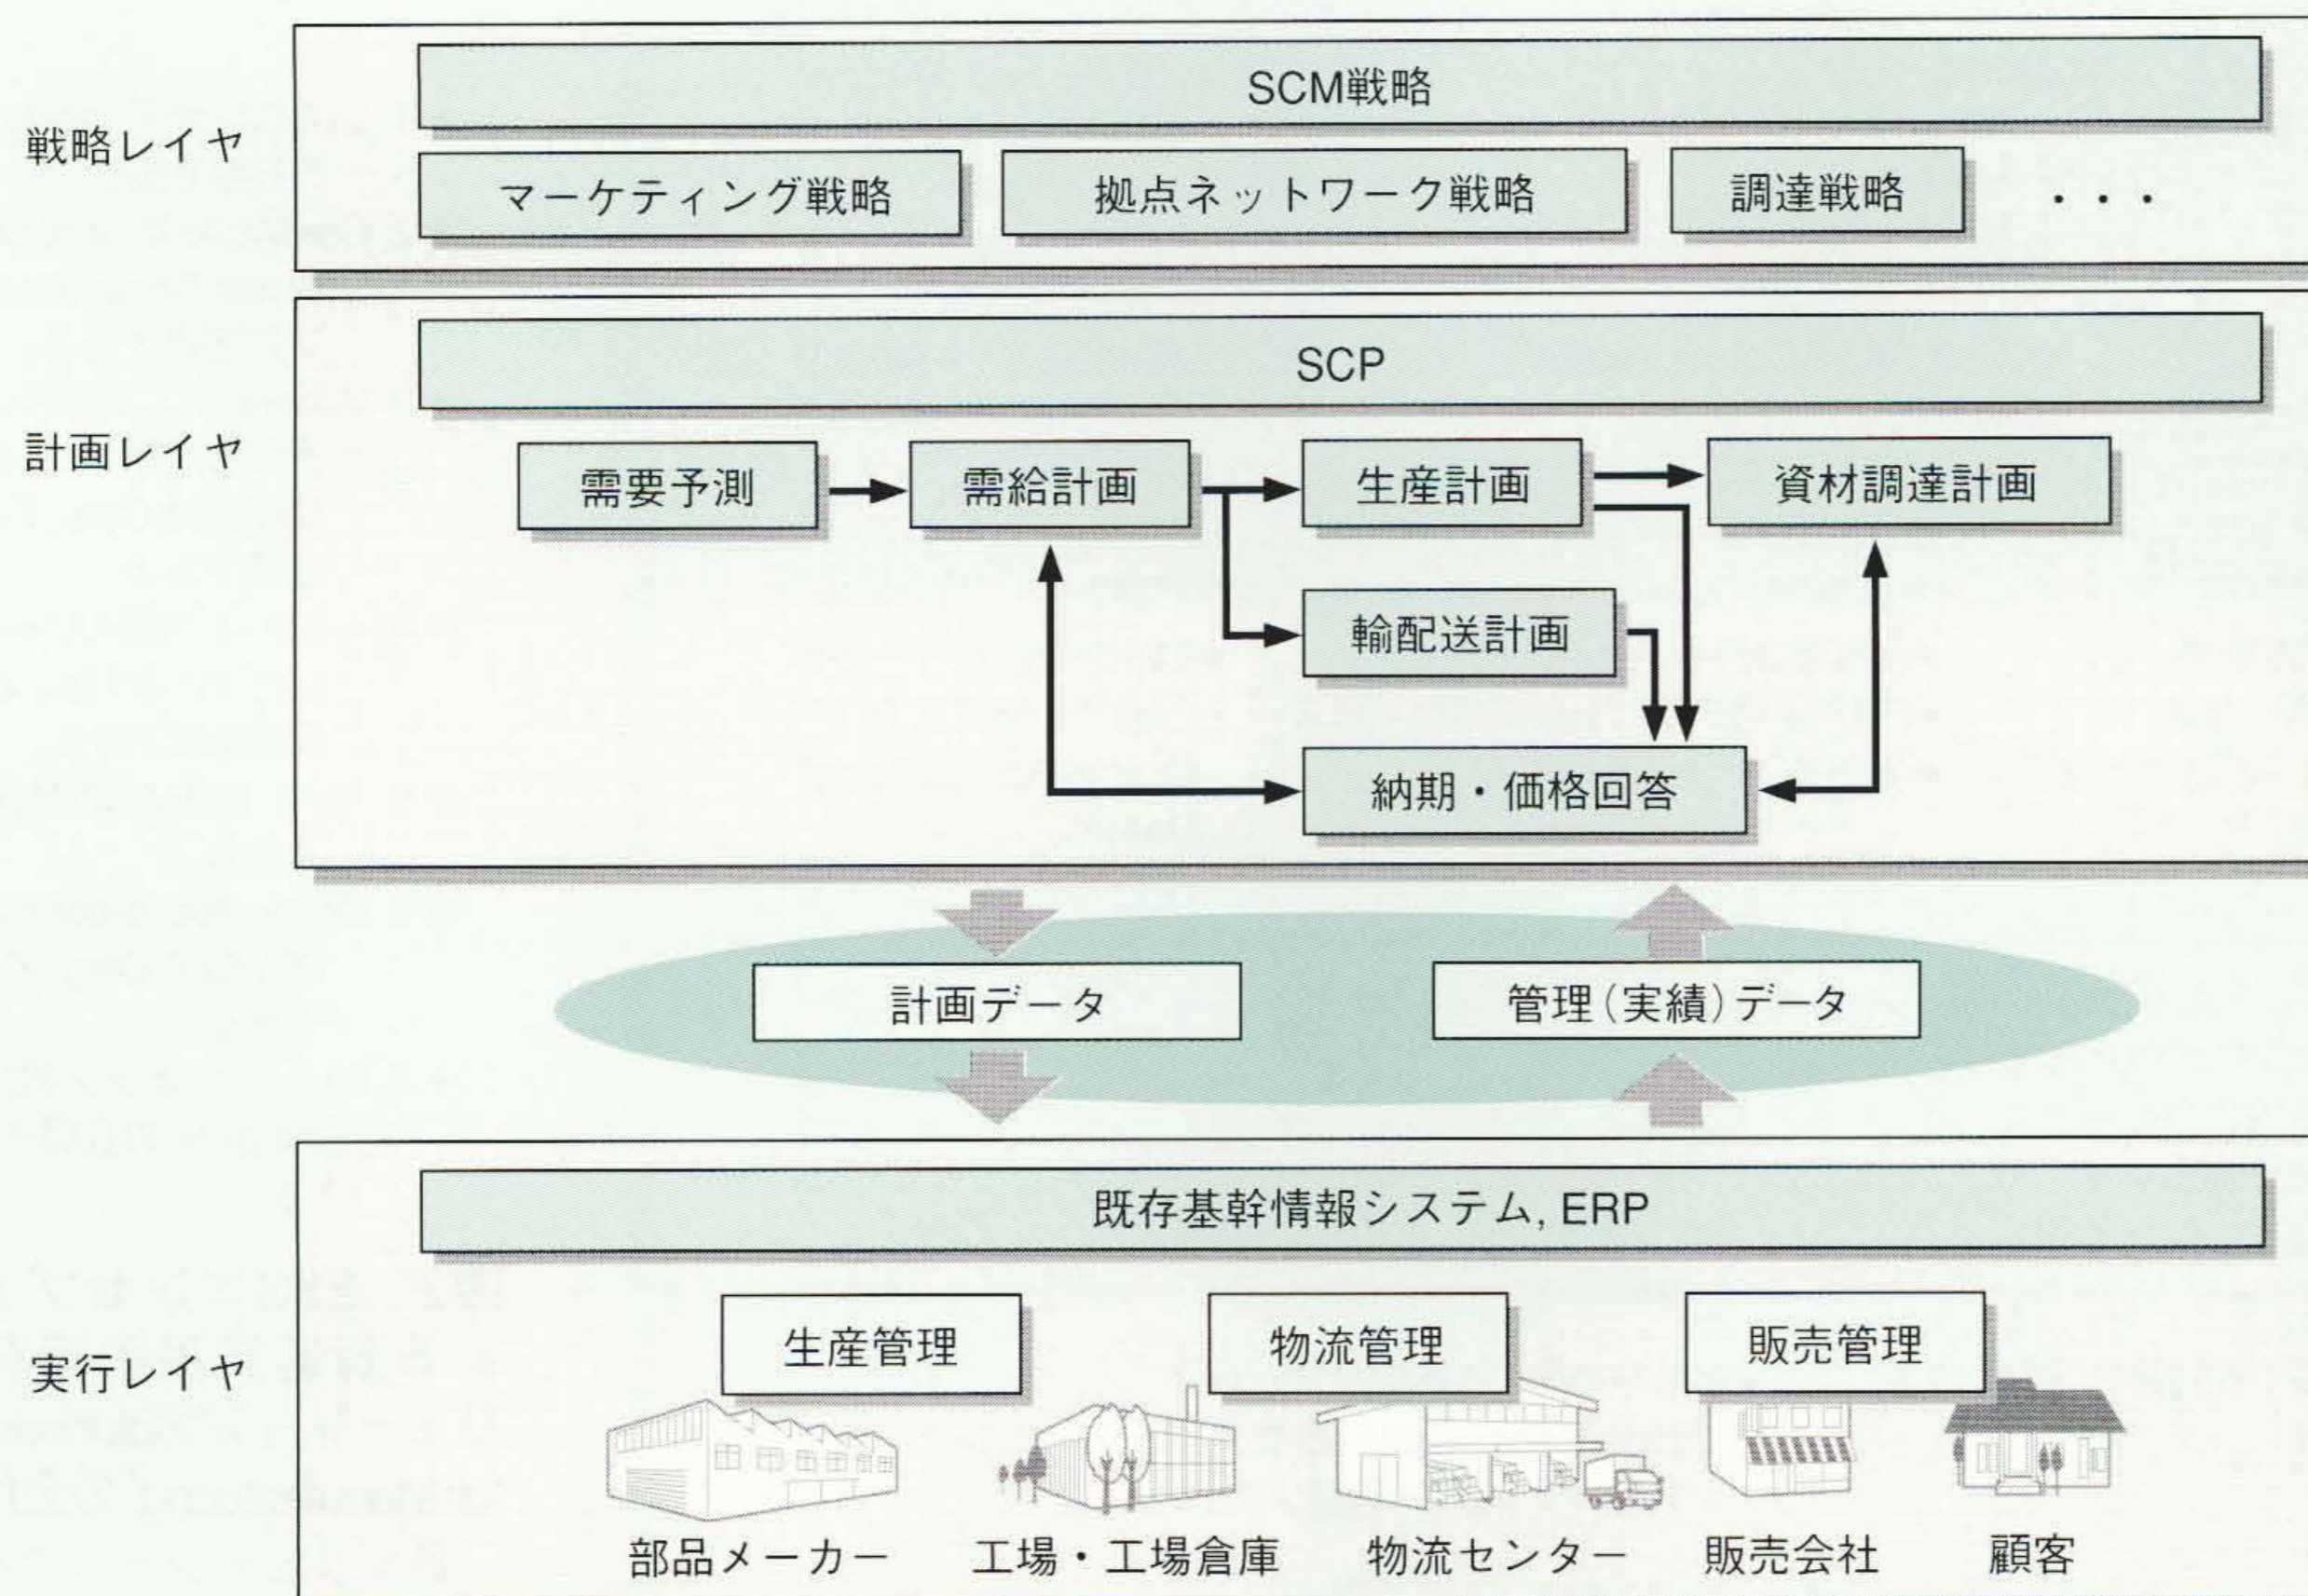 SCM戦略
戦略レイヤ
マーケティング戦略
拠点ネットワーク戦略
調達戦略
・・・
SCP
計画レイヤ
需要予測
需給計画
生産計画
資材調達計画
輸配送計画
納期・価格回答
計画データ
管理(実績)データ
既存基幹情報システム, ERP
実行レイヤ
生産管理
物流管理
販売管理
部品メーカー
工場・工場倉庫
物流センター
販売会社
顧客